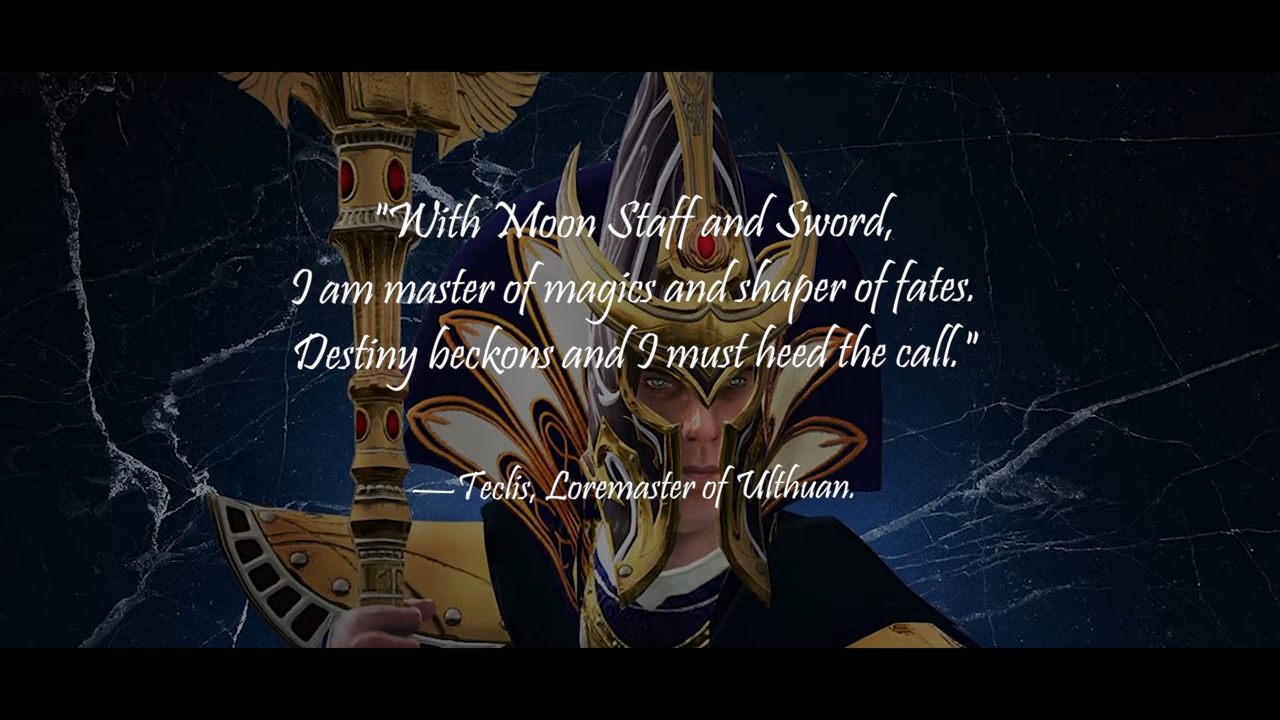 "With Moon Staff and Sword,
I am master of magics and shaper of fates.
Destiny beckons and I must heed the call."
—Teclis, Loremaster of Ulthuan.